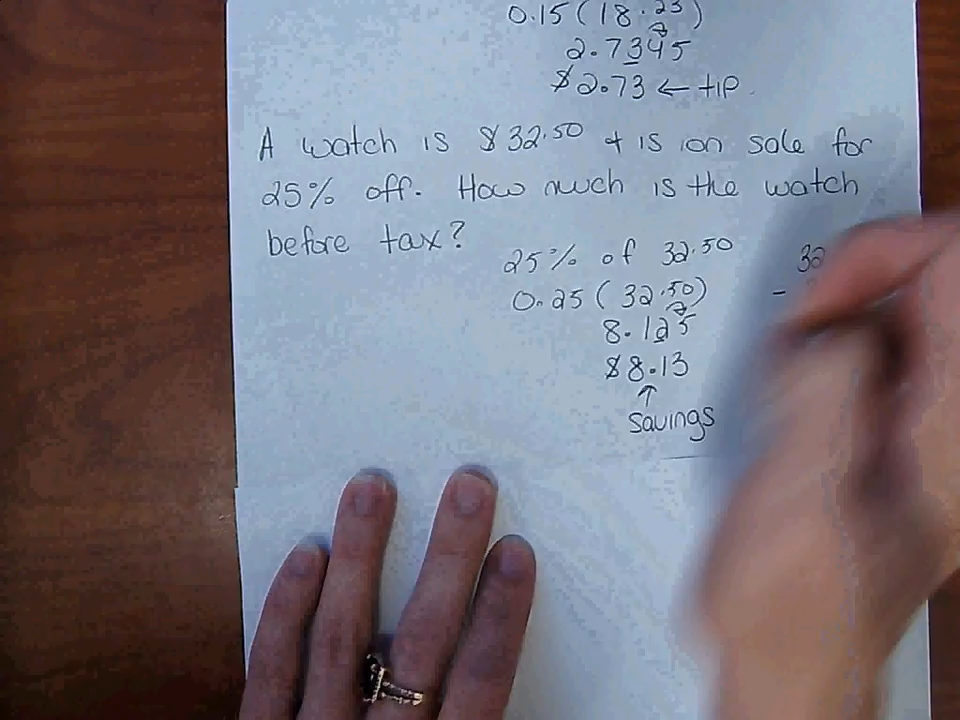 0.15 (18.23)
2.7345
$2.73 ← tip
A watch is $32.50 + is on sale for
25% off. How much is the watch
before tax?
25% of 32.50
0.25 (32.50)
8.125
$8.13
↑
savings
32
-